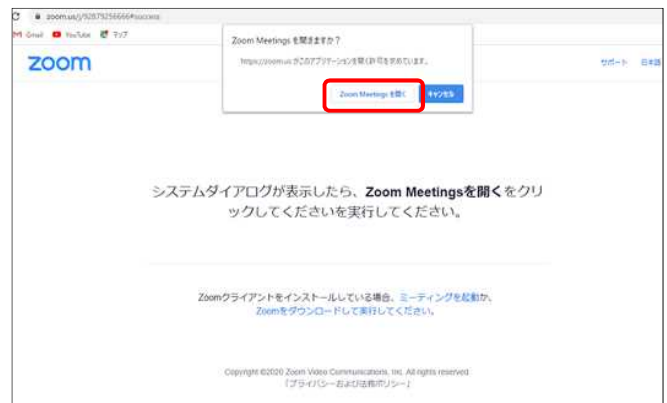 zoom.us/j/92879256666#success
Gmail YouTube マップ
Zoom Meetings を開きますか？
https://zoom.us がこのアプリケーションを開く許可を求めています。
Zoom Meetings を開く キャンセル
zoom
サポート 日本語
システムダイアログが表示したら、Zoom Meetingsを開くをクリ
ックしてくださいを実行してください。
Zoomクライアントをインストールしている場合、ミーティングを起動か、
Zoomをダウンロードして実行してください。
Copyright ©2020 Zoom Video Communications, Inc. All rights reserved
「プライバシーおよび法務ポリシー」